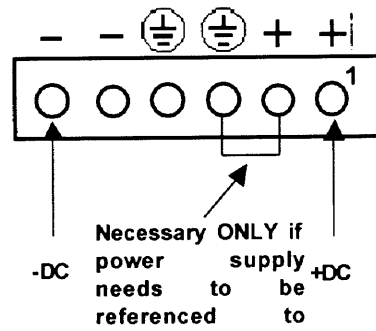 − − + +
1
Necessary ONLY if
power supply
needs to be
referenced to
-DC
+DC